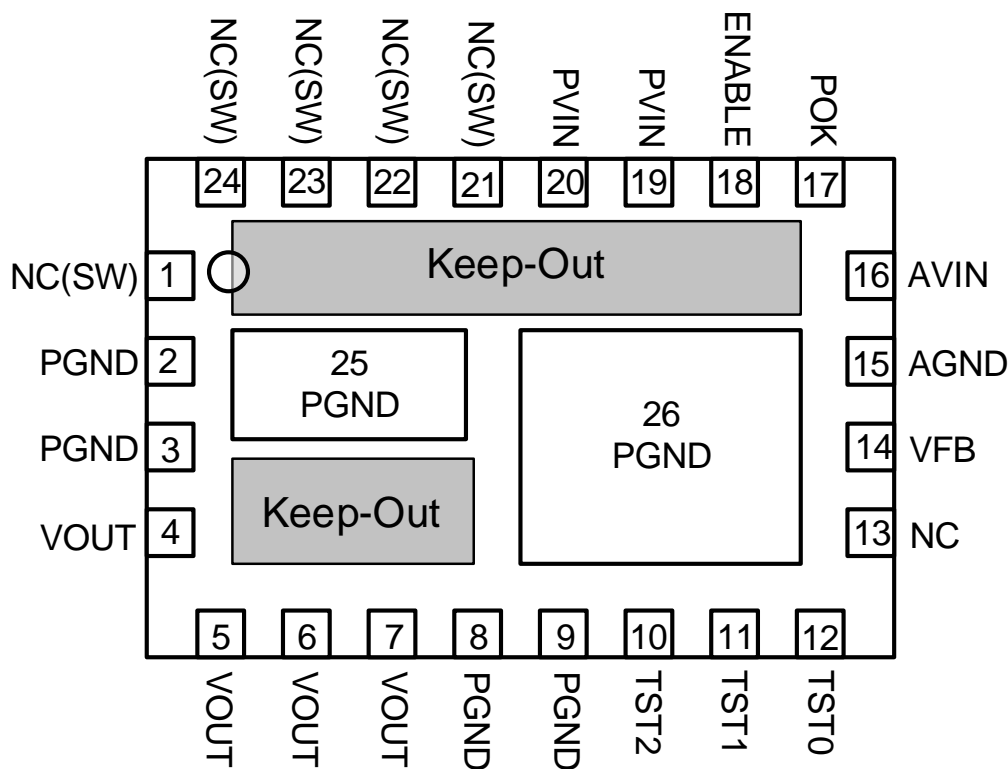 NC(SW)
NC(SW)
NC(SW)
NC(SW)
PVIN
PVIN
ENABLE
POK
24
23
22
21
20
19
18
17
NC(SW)
1
Keep-Out
16
AVIN
PGND
2
25
PGND
15
AGND
PGND
3
26
PGND
14
VFB
VOUT
4
Keep-Out
13
NC
5
6
7
8
9
10
11
12
VOUT
VOUT
VOUT
PGND
PGND
TST2
TST1
TST0